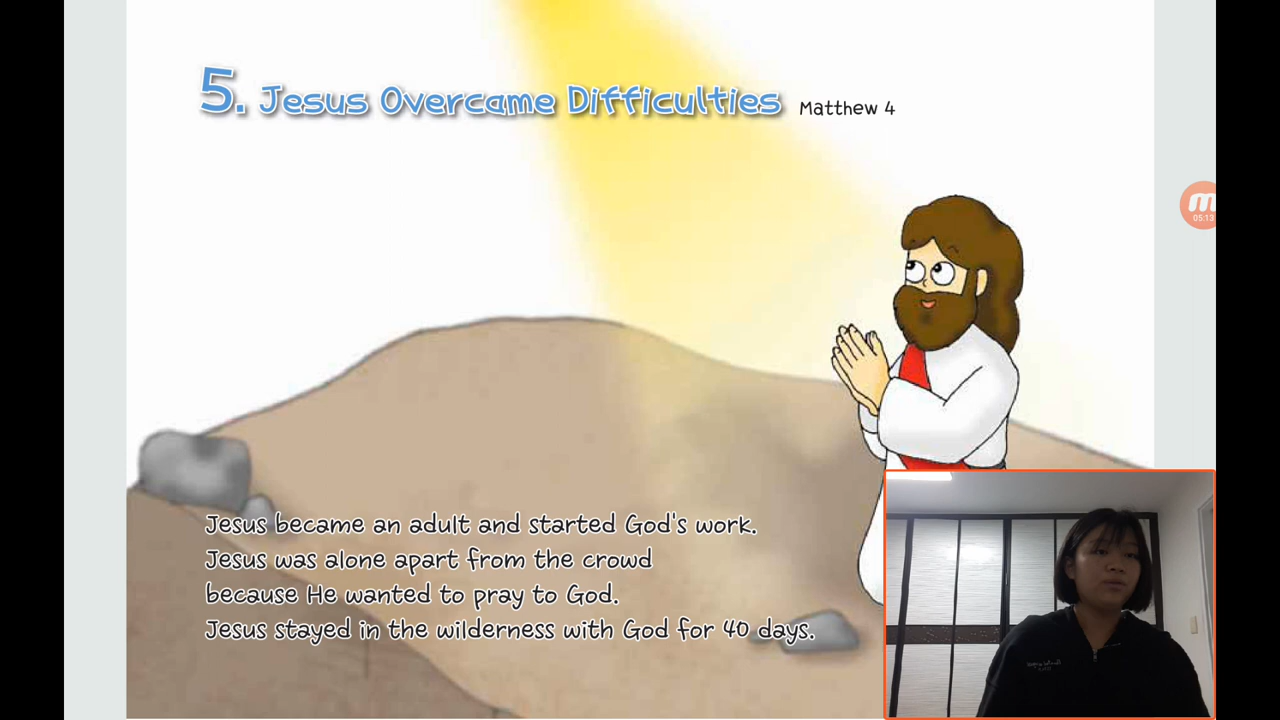 5. Jesus Overcame Difficulties Matthew 4
m
05:13
Jesus became an adult and started God's work.
Jesus was alone apart from the crowd
because He wanted to pray to God.
Jesus stayed in the wilderness with God for 40 days.